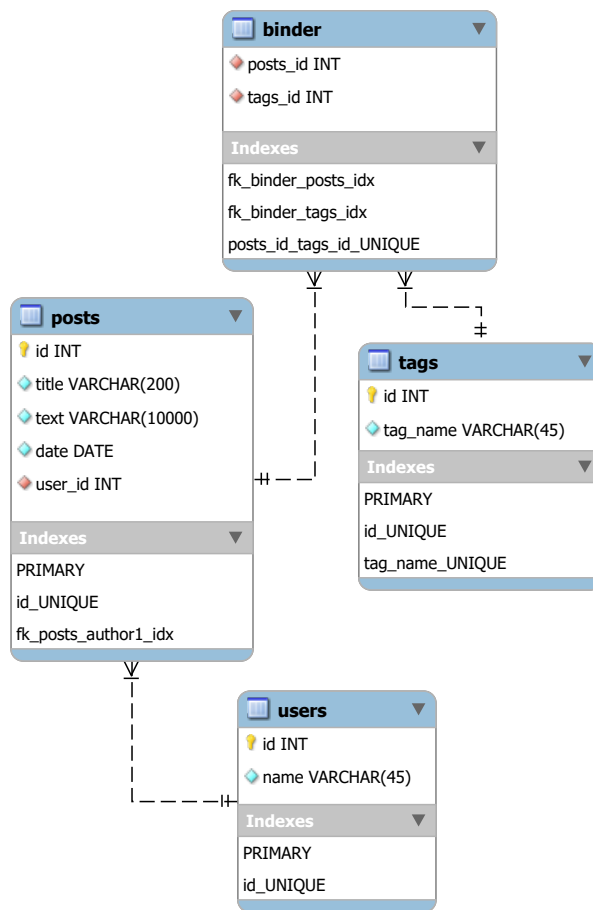 binder
posts_id INT
tags_id INT
Indexes
fk_binder_posts_idx
fk_binder_tags_idx
posts_id_tags_id_UNIQUE
posts
id INT
title VARCHAR(200)
text VARCHAR(10000)
date DATE
user_id INT
Indexes
PRIMARY
id_UNIQUE
fk_posts_author1_idx
tags
id INT
tag_name VARCHAR(45)
Indexes
PRIMARY
id_UNIQUE
tag_name_UNIQUE
users
id INT
name VARCHAR(45)
Indexes
PRIMARY
id_UNIQUE